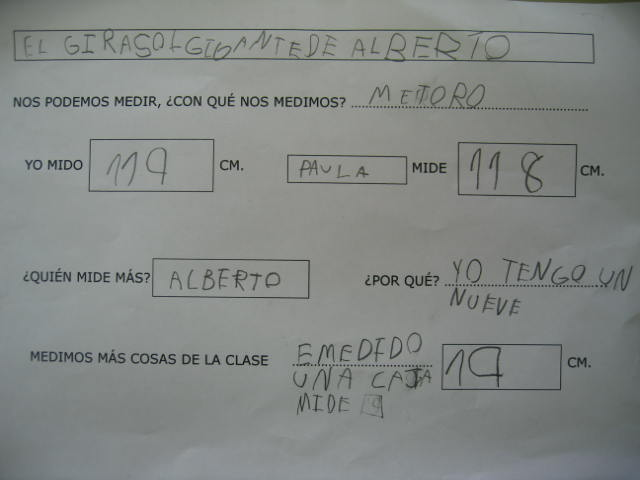 EL GIRASOL GIGANTE DE ALBERTO
NOS PODEMOS MEDIR, ¿CON QUÉ NOS MEDIMOS? METORO
YO MIDO 119 CM. PAULA MIDE 118 CM.
¿QUIÉN MIDE MÁS? ALBERTO ¿POR QUÉ? YO TENGO UN
NUEVE
MEDIMOS MÁS COSAS DE LA CLASE EMEDIDO 19 CM.
UNA CAJA
MIDE 19